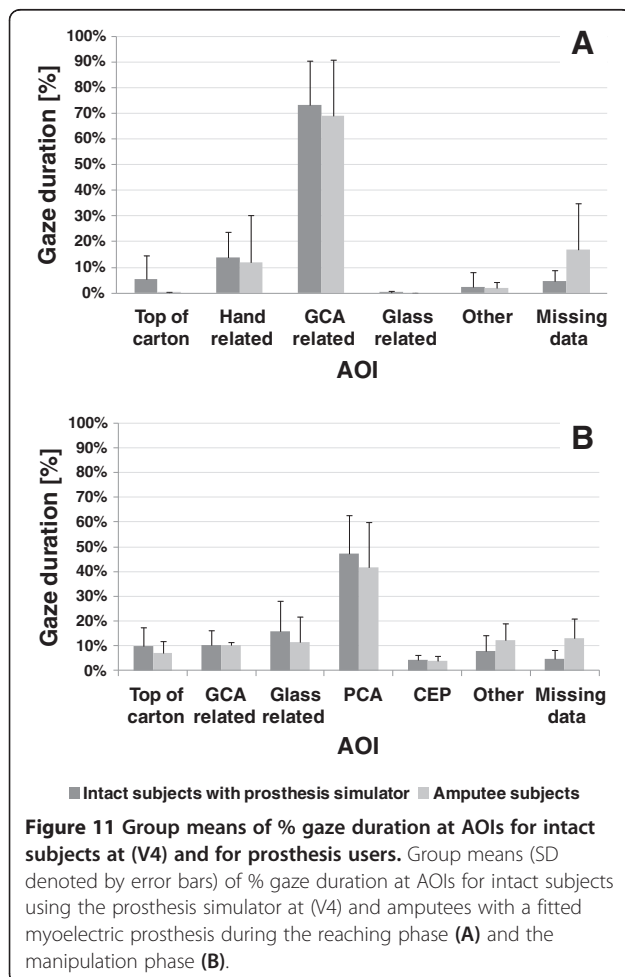 A
Gaze duration [%]
100%
90%
80%
70%
60%
50%
40%
30%
20%
10%
0%
Top of carton
Hand related
GCA related
Glass related
Other
Missing data
AOI
B
Gaze duration [%]
100%
90%
80%
70%
60%
50%
40%
30%
20%
10%
0%
Top of carton
GCA related
Glass related
PCA
CEP
Other
Missing data
AOI
Intact subjects with prosthesis simulator Amputee subjects
Figure 11 Group means of % gaze duration at AOIs for intact
subjects at (V4) and for prosthesis users. Group means (SD
denoted by error bars) of % gaze duration at AOIs for intact subjects
using the prosthesis simulator at (V4) and amputees with a fitted
myoelectric prosthesis during the reaching phase (A) and the
manipulation phase (B).